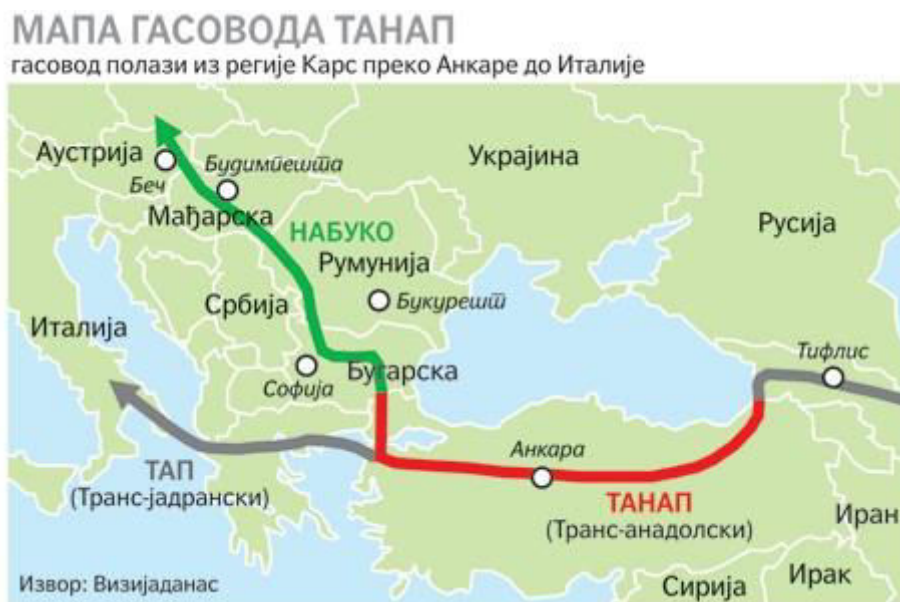 МАПА ГАСОВОДА ТАНАП
гасовод полази из регије Карс преко Анкаре до Италије
Аустрија
Беч
Будимпешта
Мађарска
Украјина
Русија
НАБУКО
Румунија
Србија
Букурешт
Италија
Софија
Бугарска
Тифлис
ТАП
(Транс-јадрански)
Анкара
ТАНАП
(Транс-анадолски)
Иран
Сирија
Ирак
Извор: Визијаданас